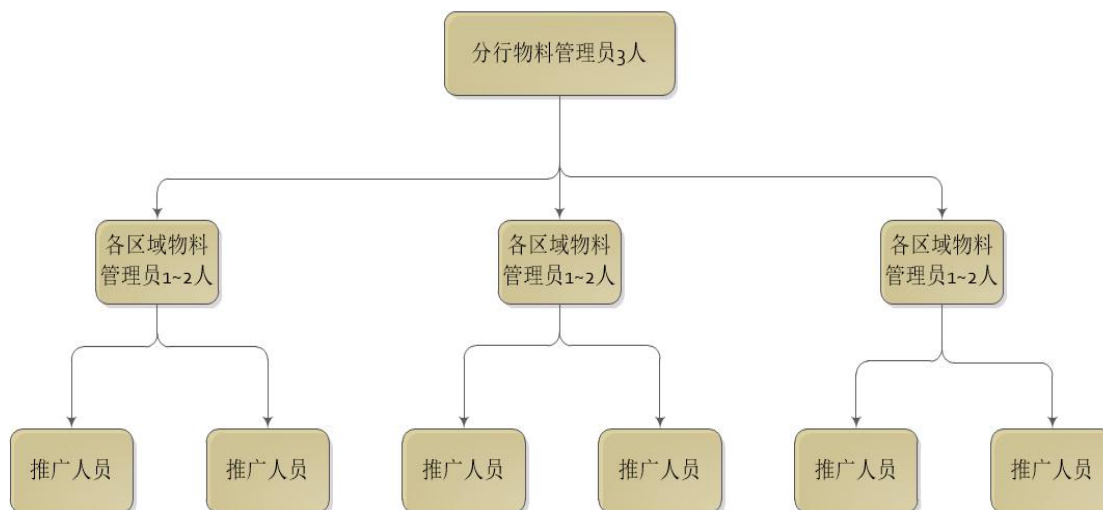 分行物料管理员3人
各区域物料
管理员1~2人
各区域物料
管理员1~2人
各区域物料
管理员1~2人
推广人员
推广人员
推广人员
推广人员
推广人员
推广人员